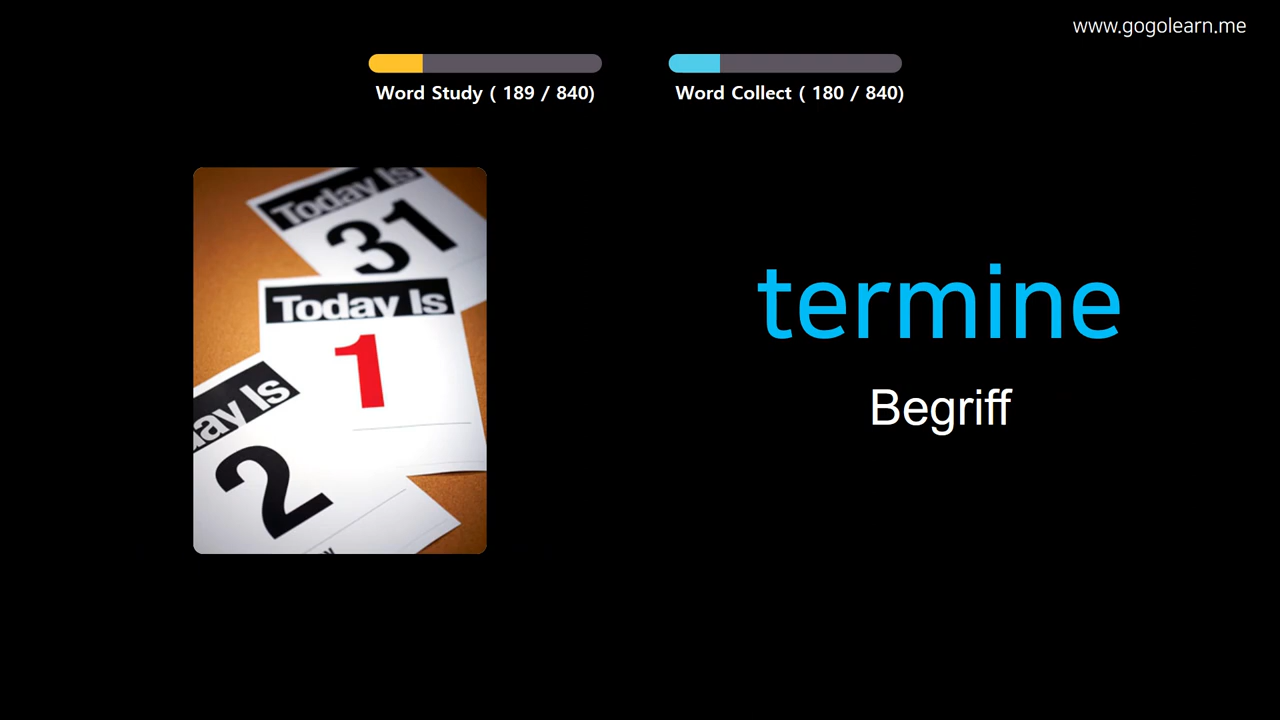 www.gogolearn.me
Word Study ( 189 / 840)
Word Collect ( 180 / 840)
Today Is
31
Today Is
1
ay Is
2
termine
Begriff